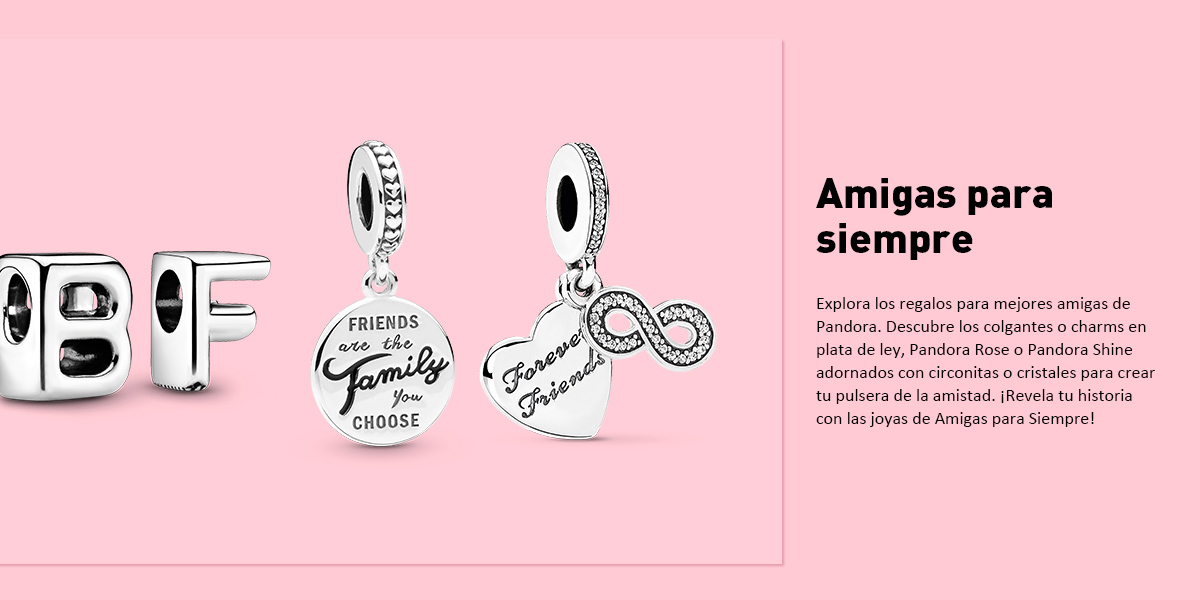 B F
FRIENDS
are the
Family
you
CHOOSE
Forever
Friends
Amigas para
siempre
Explora los regalos para mejores amigas de
Pandora. Descubre los colgantes o charms en
plata de ley, Pandora Rose o Pandora Shine
adornados con circonitas o cristales para crear
tu pulsera de la amistad. ¡Revela tu historia
con las joyas de Amigas para Siempre!